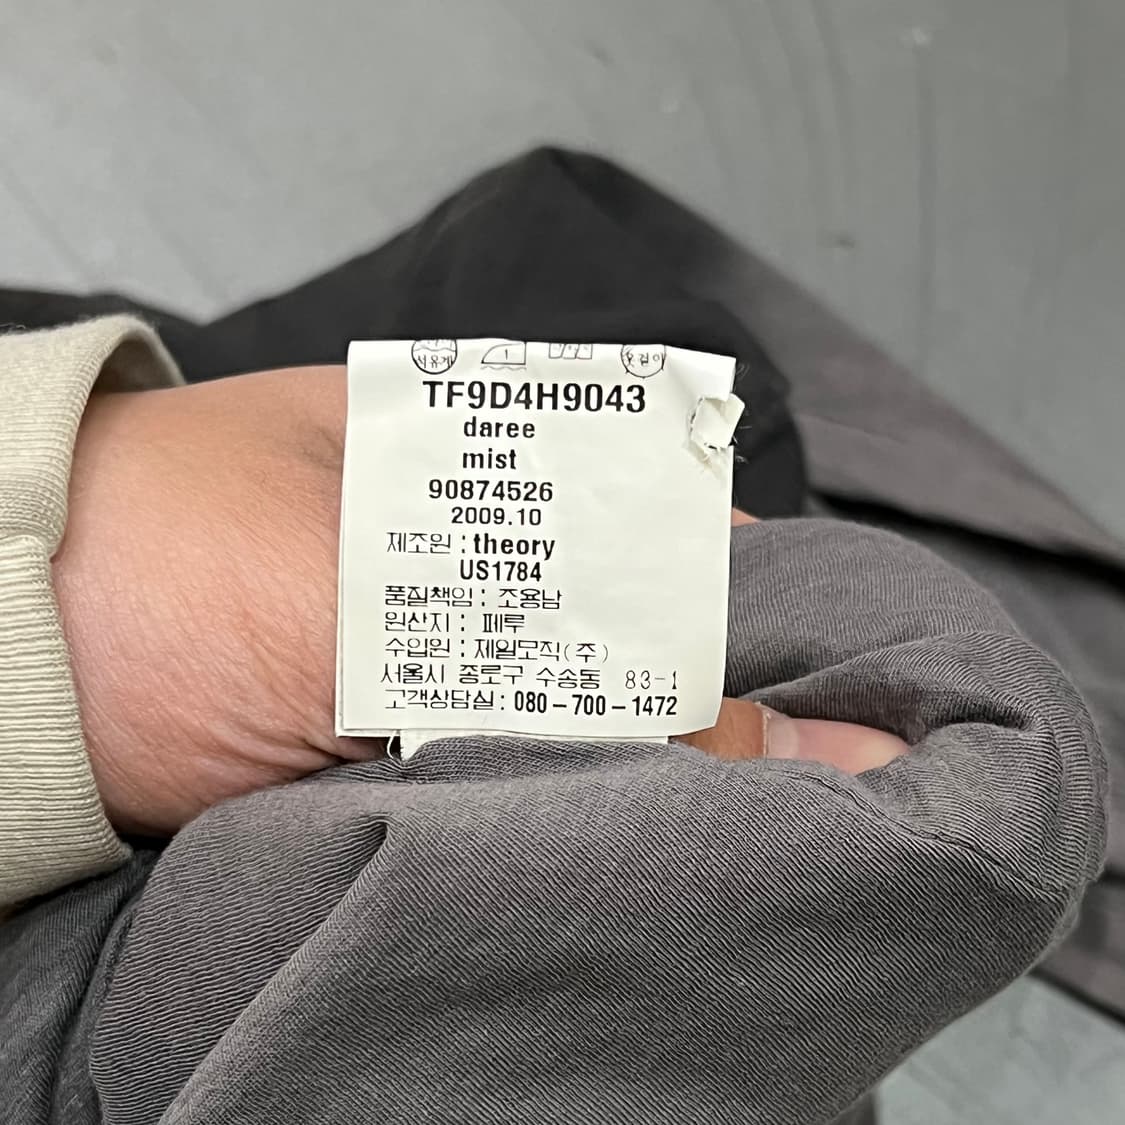 TF9D4H9043
daree
mist
90874526
2009.10
제조원 : theory
US1784
품질책임 : 조용남
원산지 : 페루
수입원 : 제일모직(주)
서울시 종로구 수송동 83-1
고객상담실 : 080-700-1472